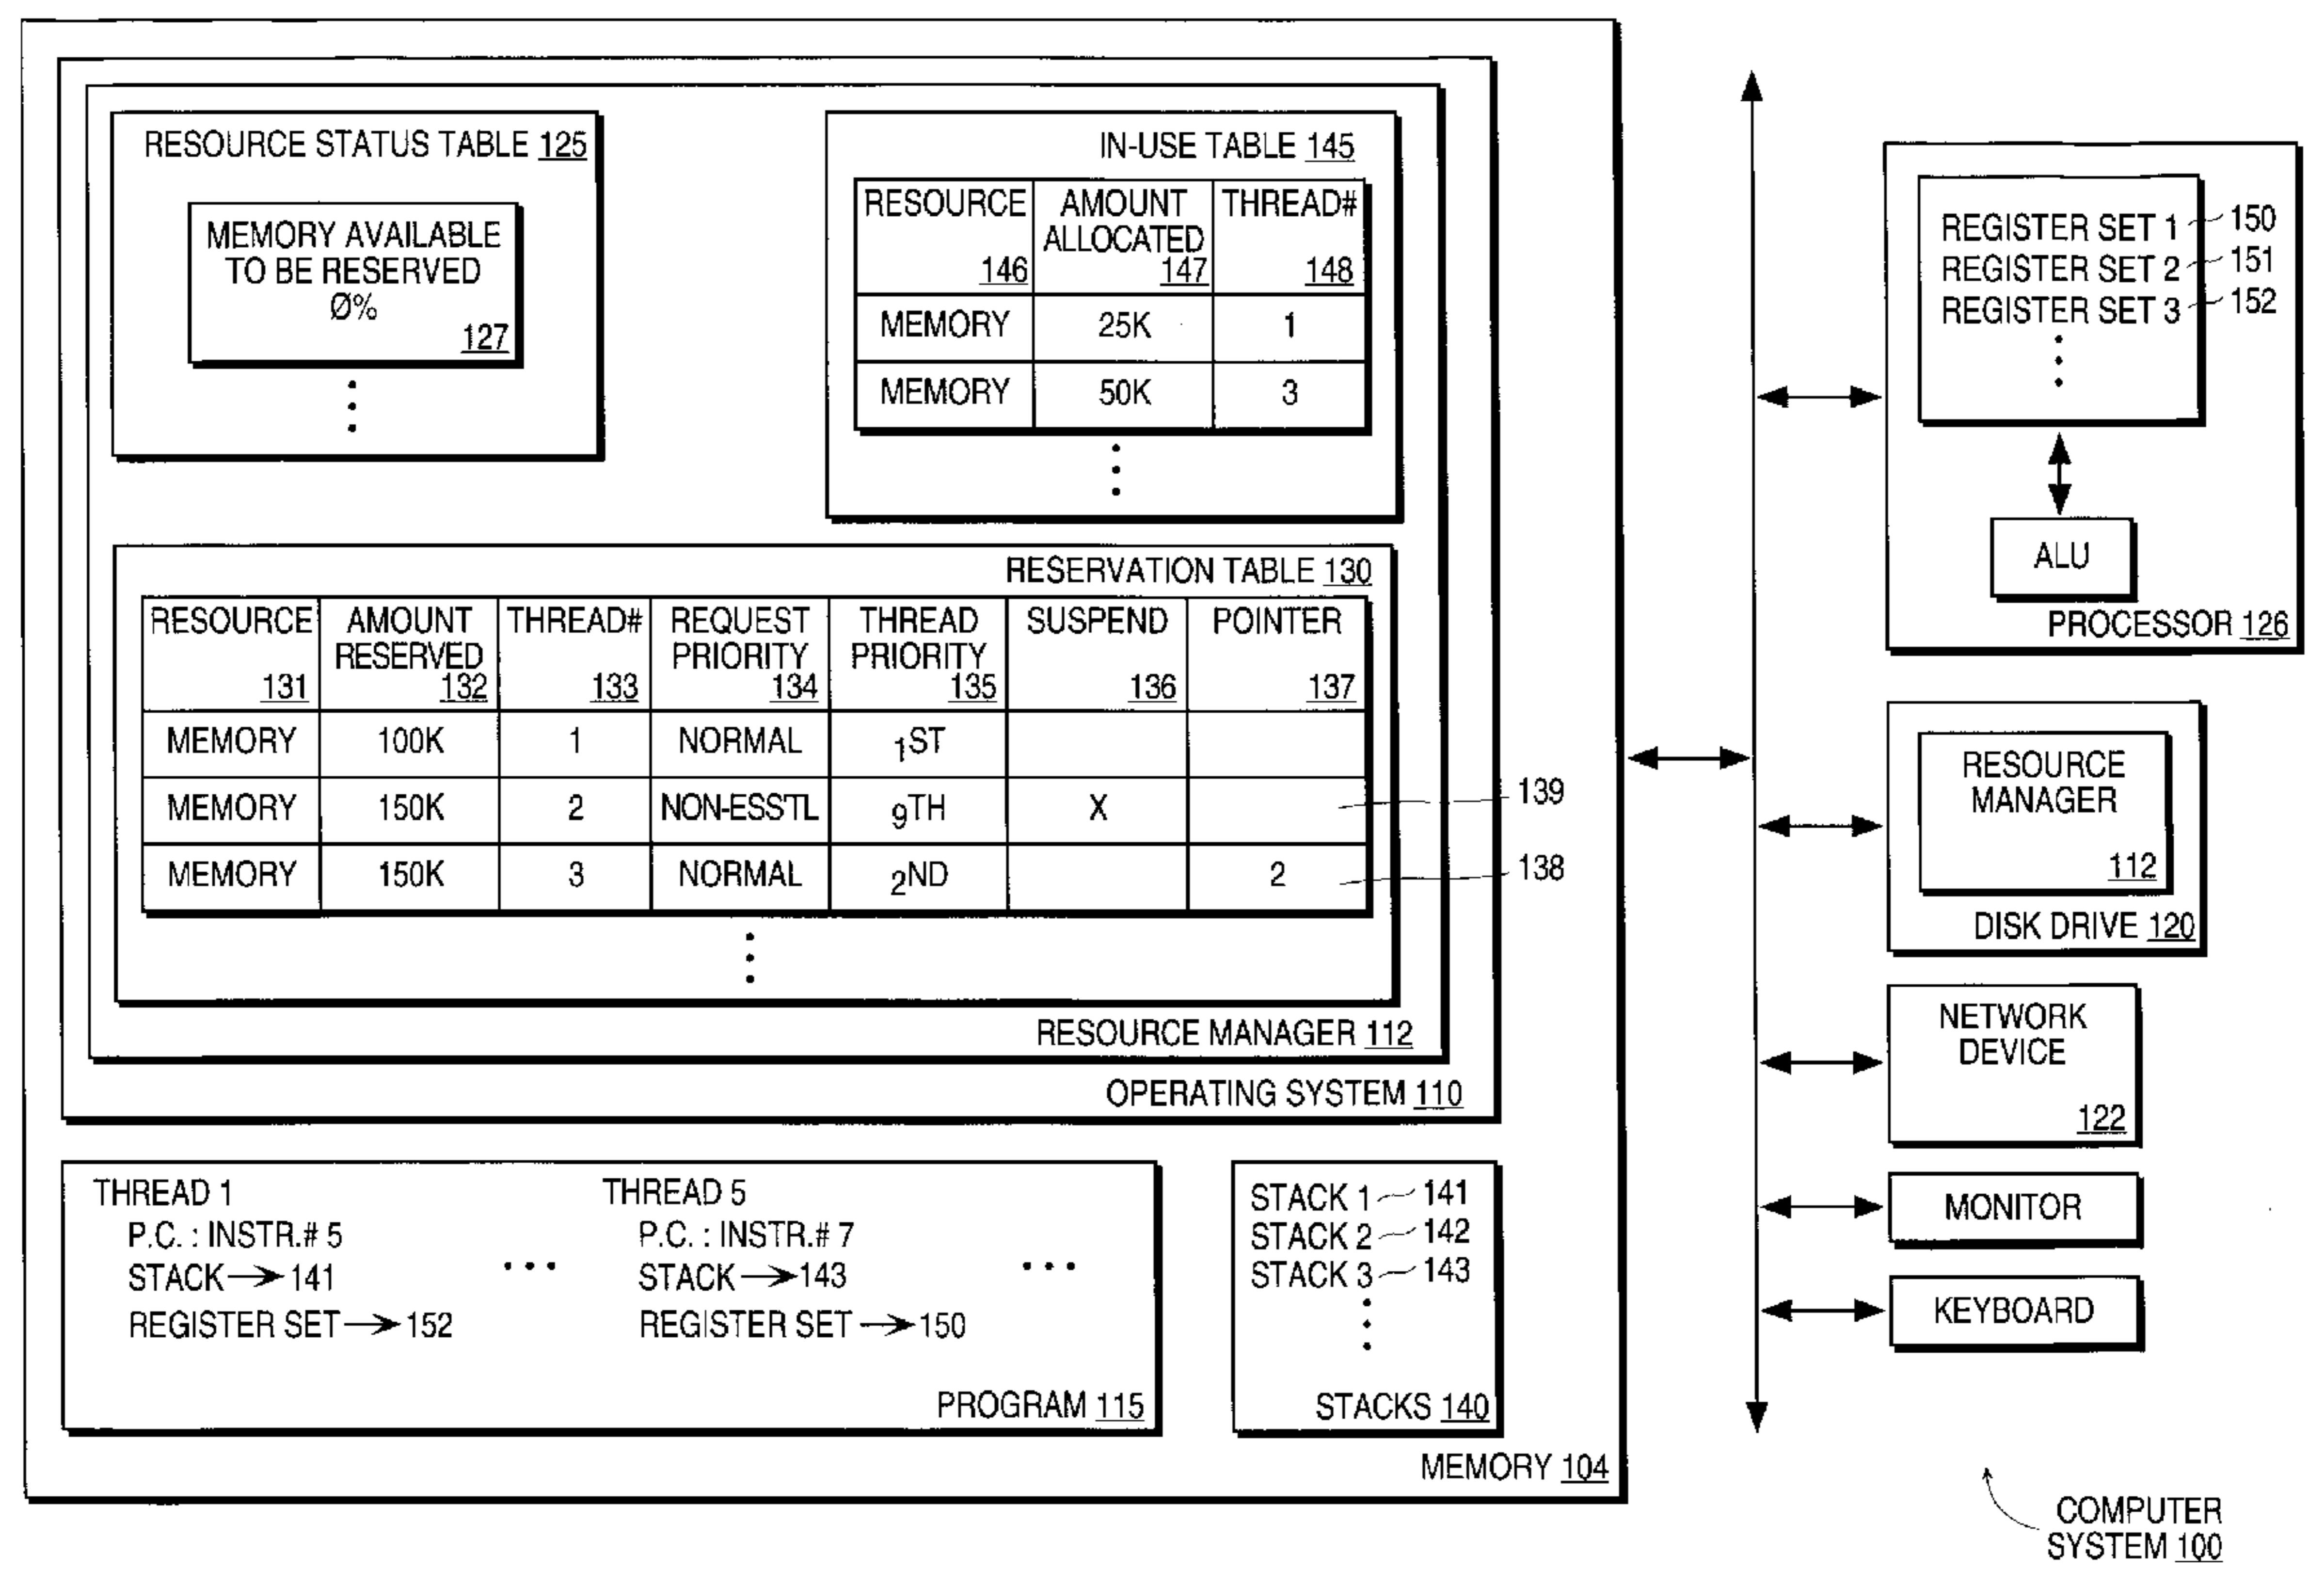 RESOURCE STATUS TABLE 125
MEMORY AVAILABLE
TO BE RESERVED
Ø%
127
IN-USE TABLE 145
RESOURCE AMOUNT THREAD#
ALLOCATED
146 147 148
MEMORY 25K 1
MEMORY 50K 3
RESERVATION TABLE 130
RESOURCE AMOUNT THREAD# REQUEST THREAD SUSPEND POINTER
RESERVED PRIORITY PRIORITY
131 132 133 134 135 136 137
MEMORY 100K 1 NORMAL 1ST
MEMORY 150K 2 NON-ESSTL 9TH X
139
MEMORY 150K 3 NORMAL 2ND 2
138
RESOURCE MANAGER 112
OPERATING SYSTEM 110
THREAD 1
P.C. : INSTR.# 5
STACK → 141
REGISTER SET → 152
...
THREAD 5
P.C. : INSTR.# 7
STACK → 143
REGISTER SET → 150
...
PROGRAM 115
STACK 1 141
STACK 2 142
STACK 3 143
STACKS 140
MEMORY 104
REGISTER SET 1 150
REGISTER SET 2 151
REGISTER SET 3 152
ALU
PROCESSOR 126
RESOURCE
MANAGER
112
DISK DRIVE 120
NETWORK
DEVICE
122
MONITOR
KEYBOARD
COMPUTER
SYSTEM 100